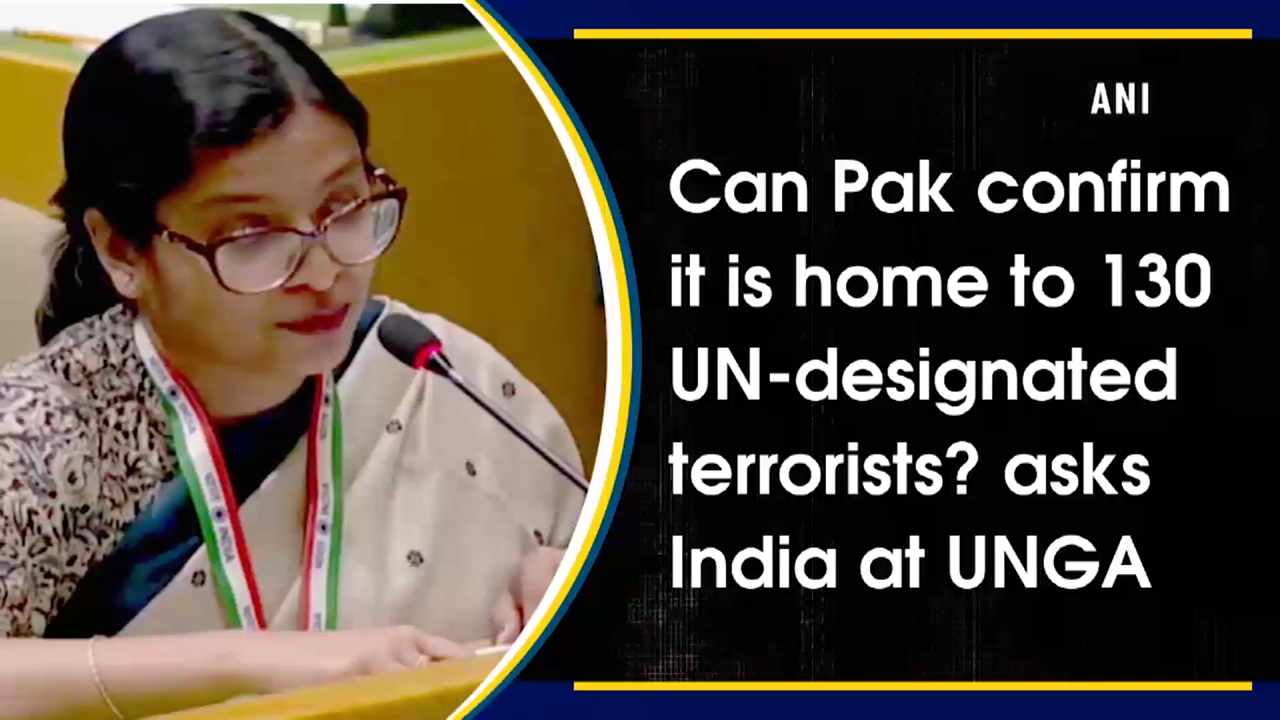 ANI
Can Pak confirm
it is home to 130
UN-designated
terrorists? asks
India at UNGA